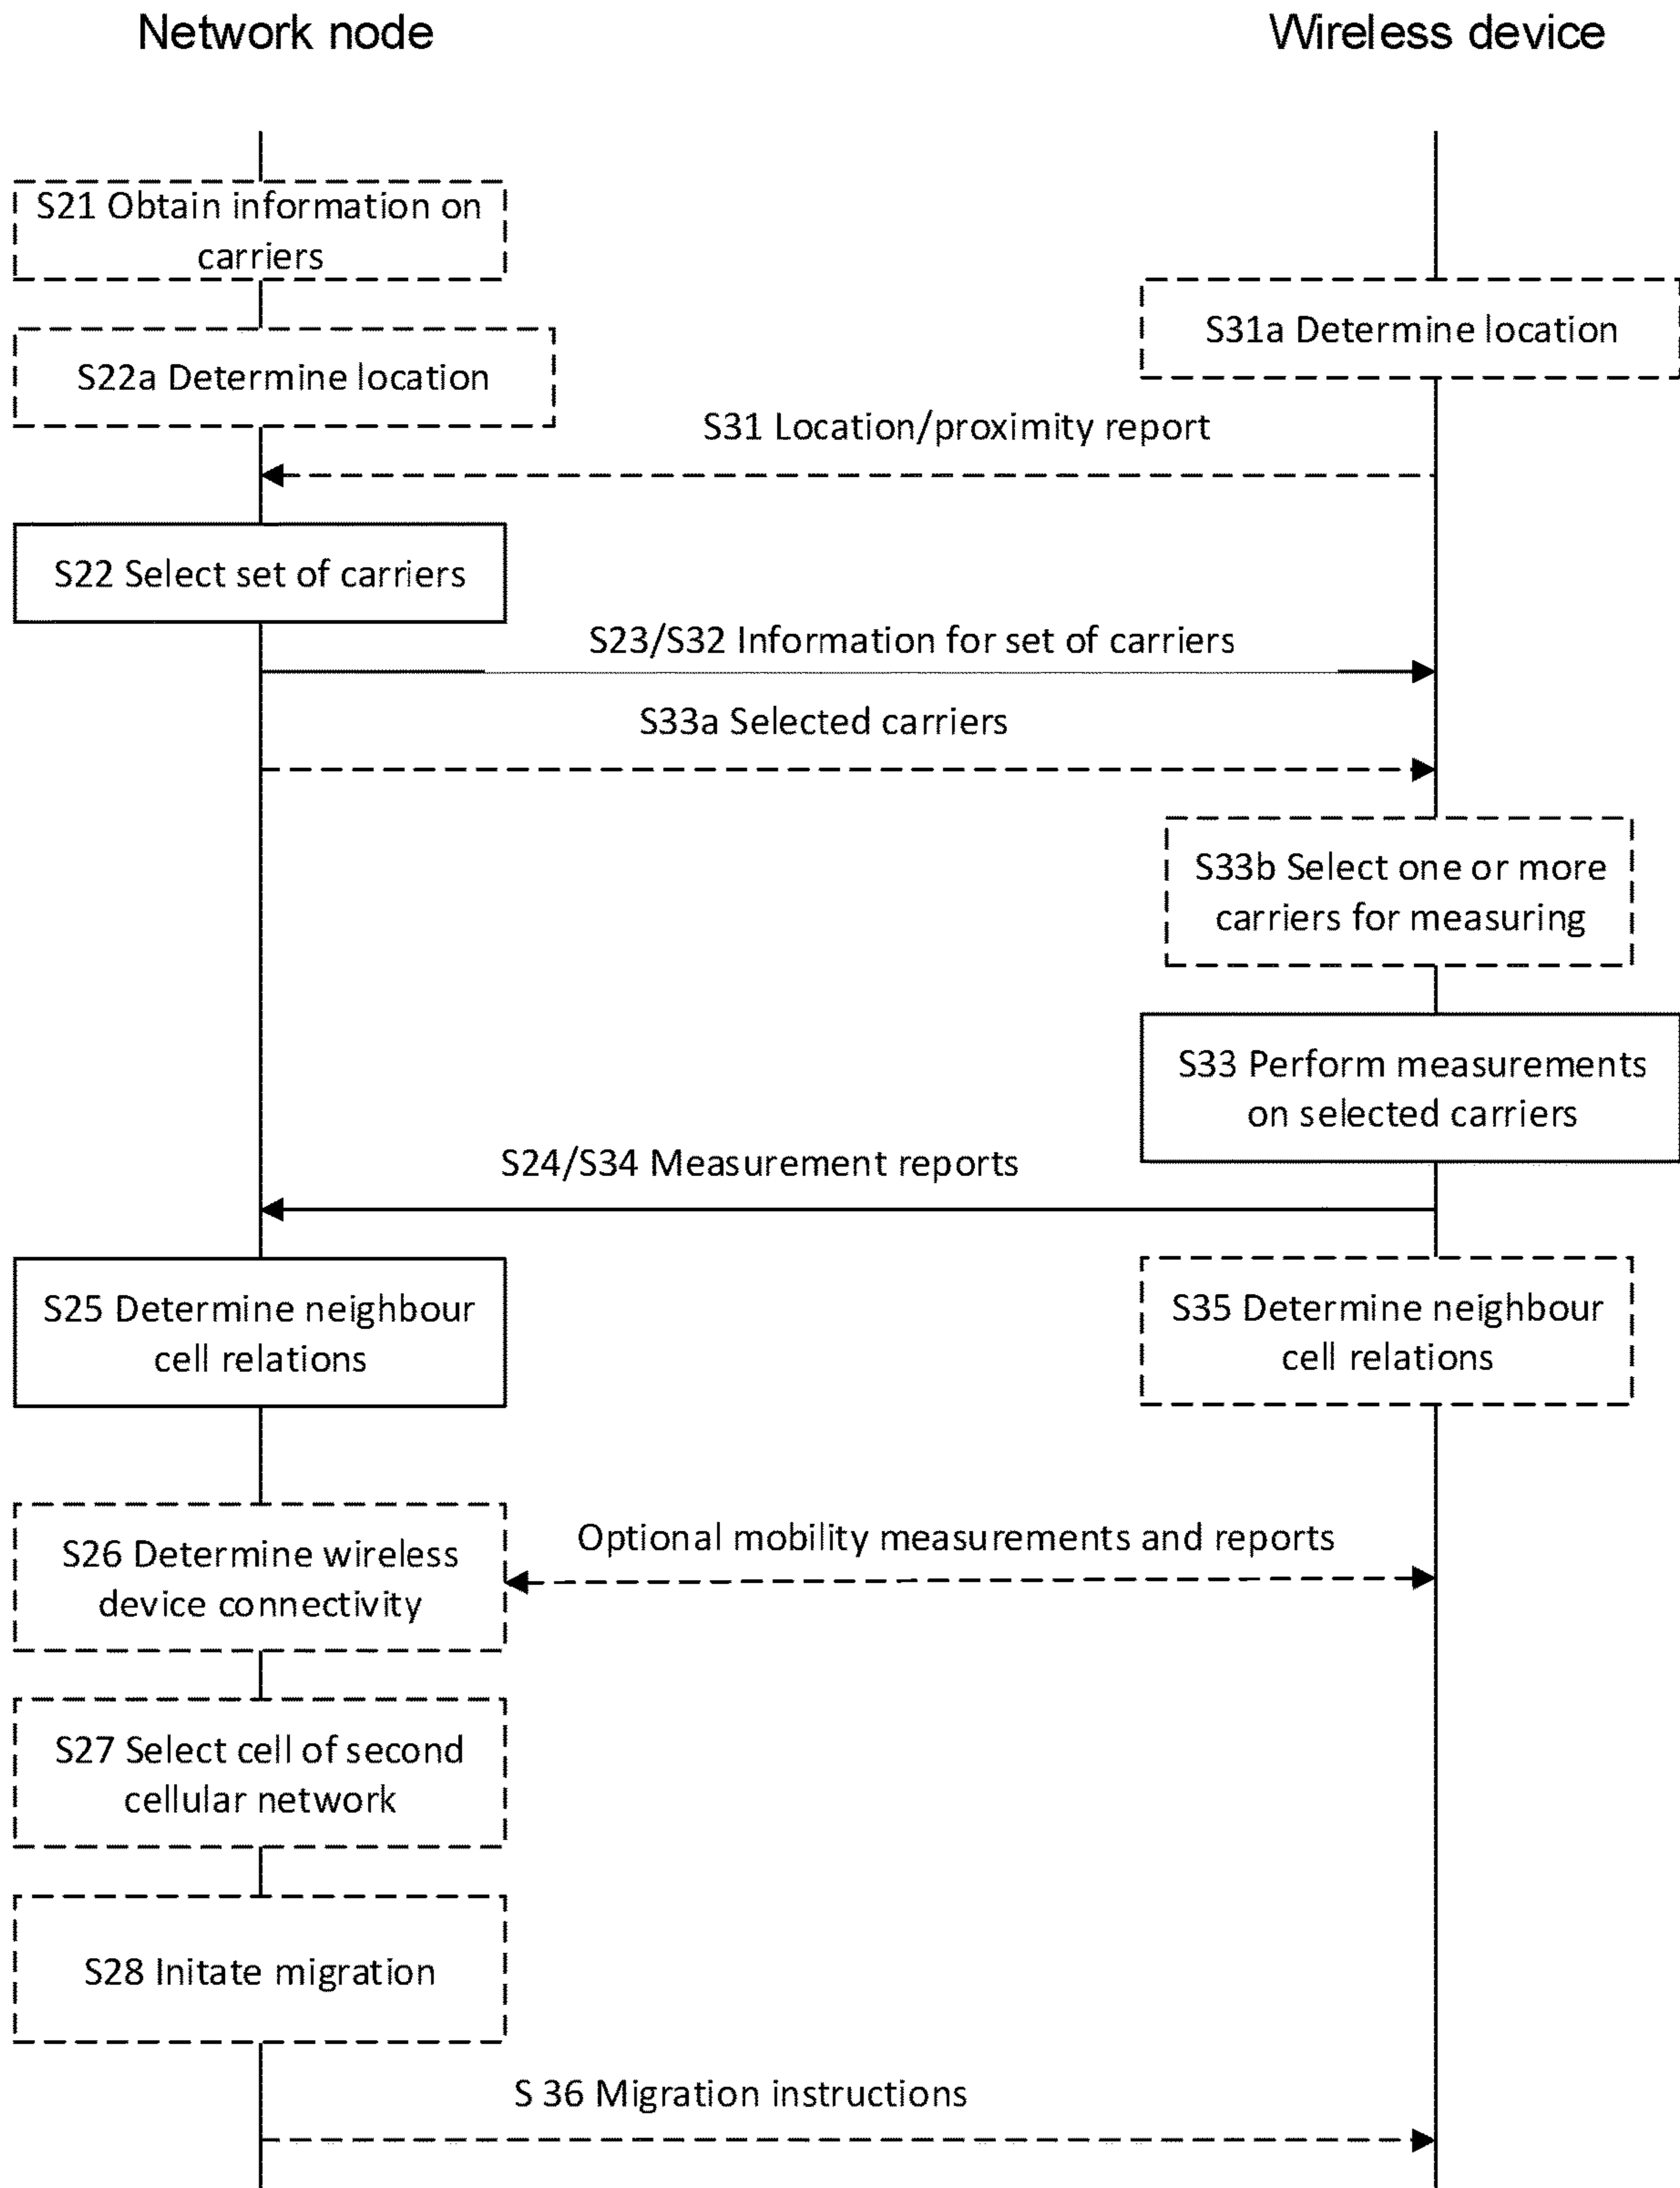 Network node
Wireless device
S21 Obtain information on
carriers
S31a Determine location
S22a Determine location
S31 Location/proximity report
S22 Select set of carriers
S23/S32 Information for set of carriers
S33a Selected carriers
S33b Select one or more
carriers for measuring
S33 Perform measurements
on selected carriers
S24/S34 Measurement reports
S25 Determine neighbour
cell relations
S35 Determine neighbour
cell relations
S26 Determine wireless
device connectivity
Optional mobility measurements and reports
S27 Select cell of second
cellular network
S28 Initate migration
S 36 Migration instructions